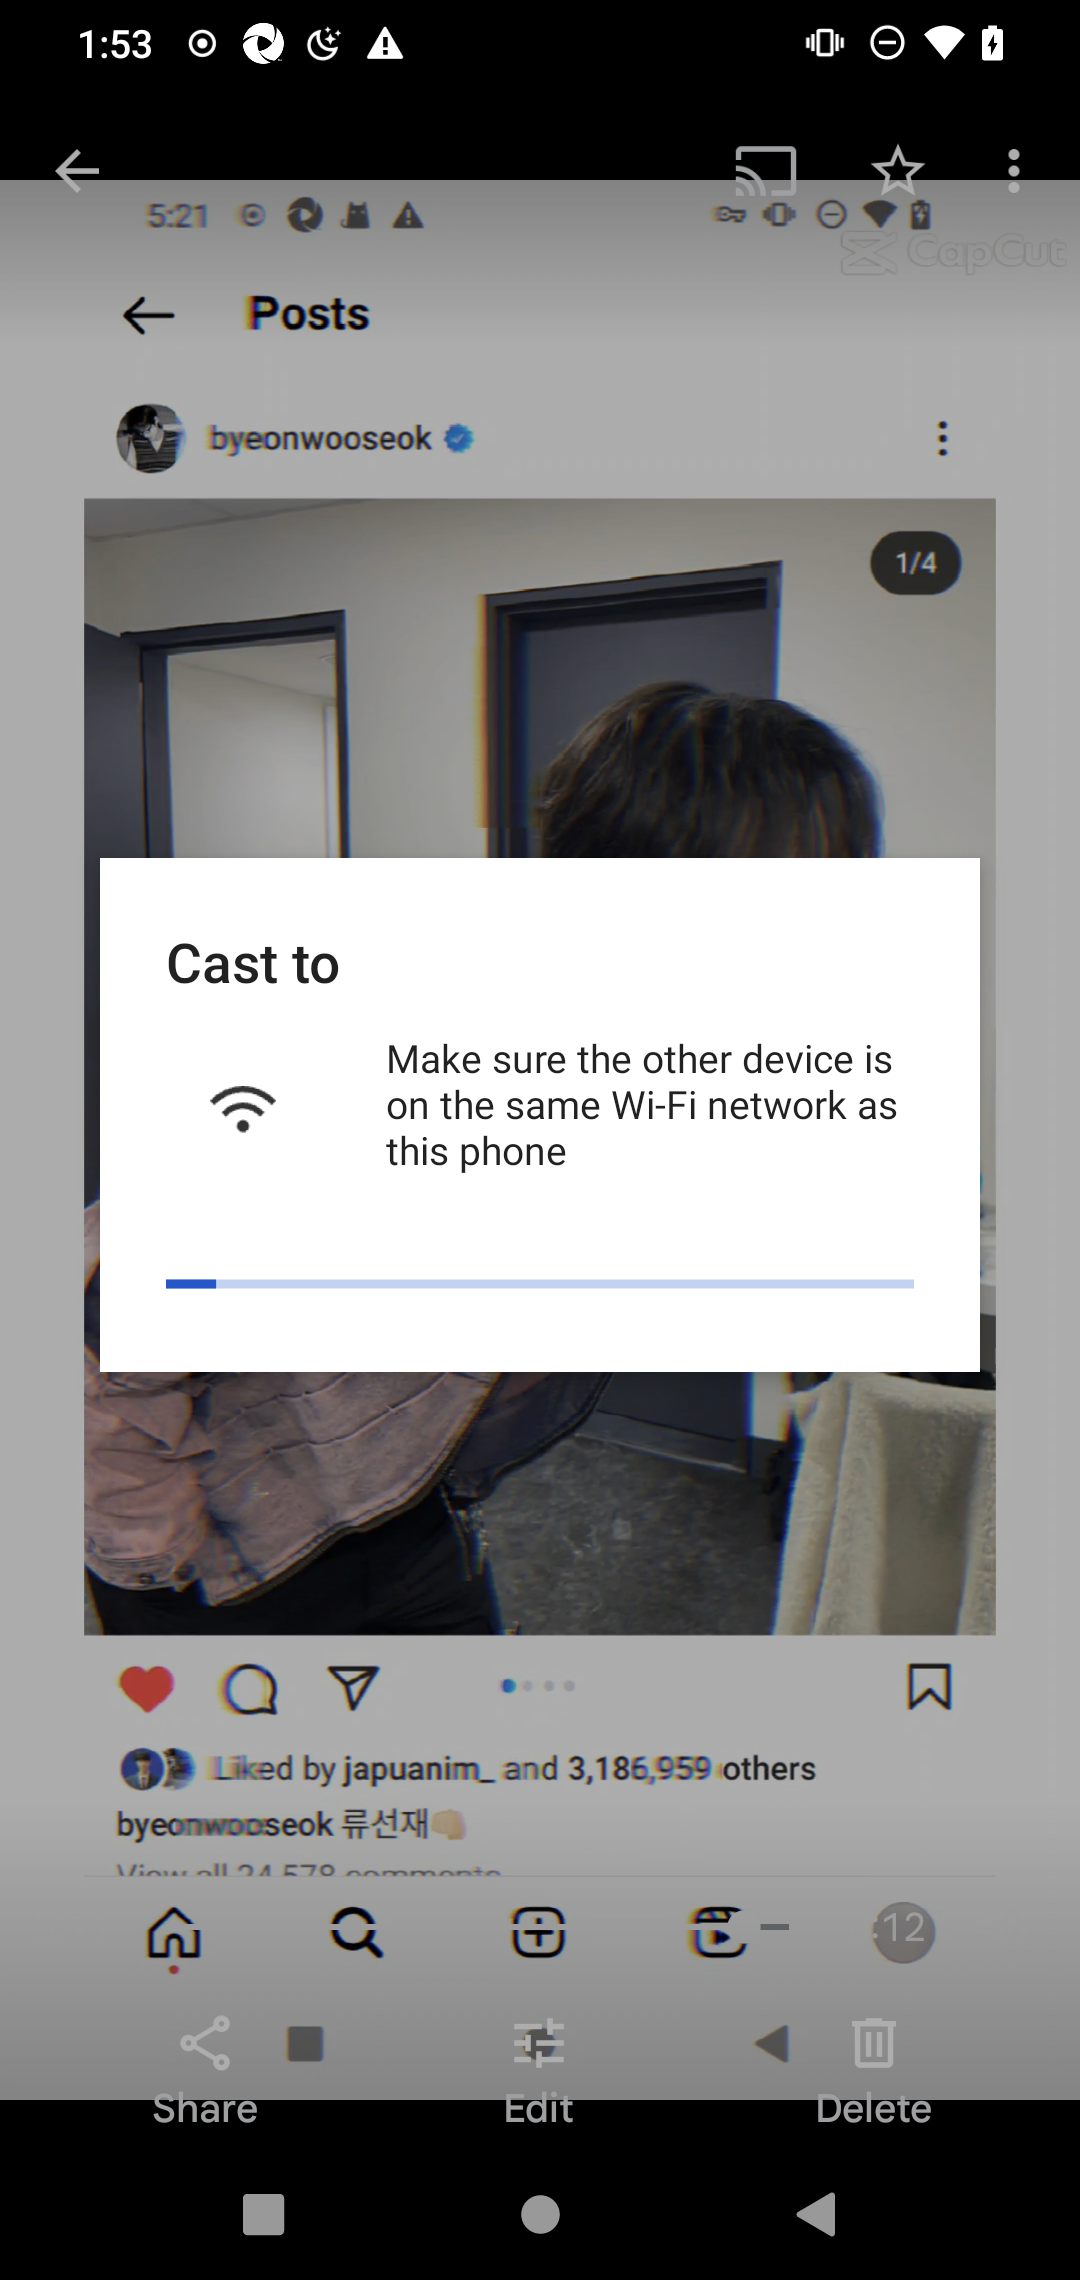 1:53
5:21
CapCut
Posts
byeonwooseok
1/4
Cast to
Make sure the other device is
on the same Wi-Fi network as
this phone
Liked by japuanim_ and 3,186,959 others
byeonwooseok 류선재👊🏻
View all 24,578 comments
:12
Share
Edit
Delete